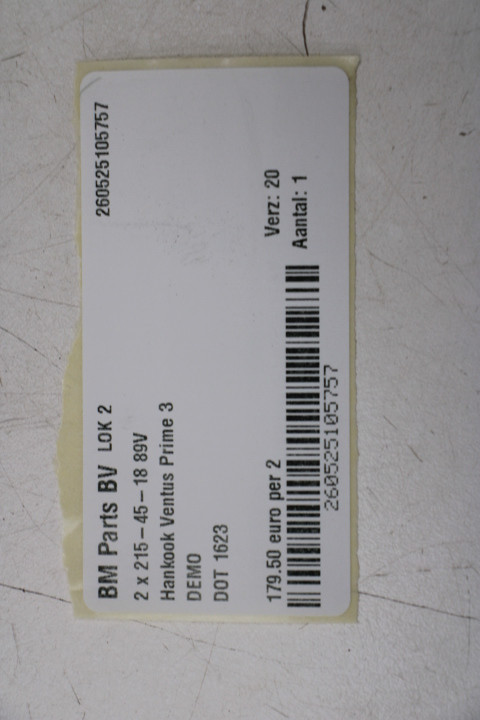 BM Parts BV LOK 2 260525105757
2 x 215-45-18 89V
Hankook Ventus Prime 3
DEMO
DOT 1623
179.50 euro per 2 Verz: 20
Aantal: 1
260525105757